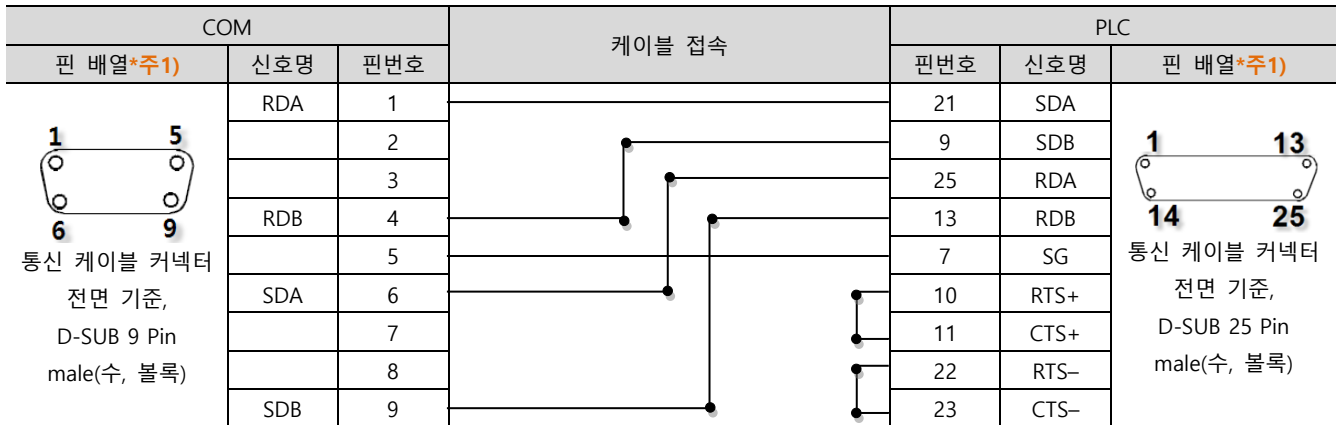 COM 케이블 접속 PLC
핀 배열*주1) 신호명 핀번호 핀번호 신호명 핀 배열*주1)
RDA 1 21 SDA
1 5 2 9 SDB 1 13
3 25 RDA
6 9 RDB 4 13 RDB 14 25
통신 케이블 커넥터 5 7 SG 통신 케이블 커넥터
전면 기준, SDA 6 10 RTS+ 전면 기준,
D-SUB 9 Pin 7 11 CTS+ D-SUB 25 Pin
male(수, 볼록) 8 22 RTS– male(수, 볼록)
SDB 9 23 CTS–